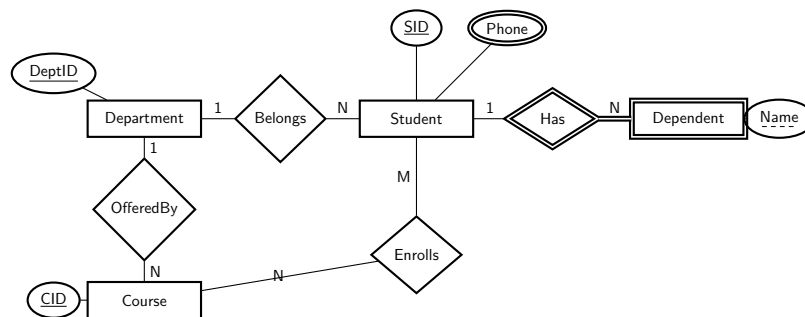 SID
Phone
DeptID
Department
1
Belongs
N
Student
1
Has
N
Dependent
Name
1
M
OfferedBy
Enrolls
N
N
CID
Course